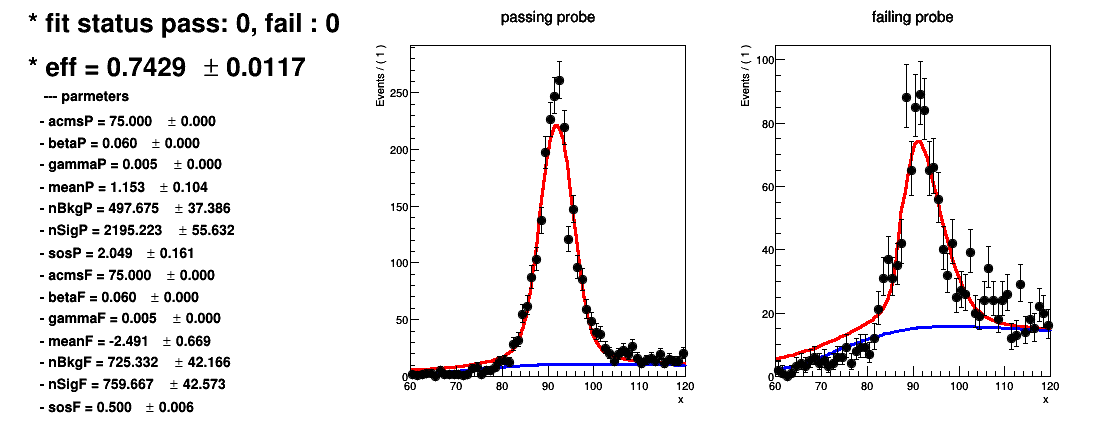 * fit status pass: 0, fail : 0
* eff = 0.7429 ± 0.0117
--- parmeters
- acmsP = 75.000 ± 0.000
- betaP = 0.060 ± 0.000
- gammaP = 0.005 ± 0.000
- meanP = 1.153 ± 0.104
- nBkgP = 497.675 ± 37.386
- nSigP = 2195.223 ± 55.632
- sosP = 2.049 ± 0.161
- acmsF = 75.000 ± 0.000
- betaF = 0.060 ± 0.000
- gammaF = 0.005 ± 0.000
- meanF = -2.491 ± 0.669
- nBkgF = 725.332 ± 42.166
- nSigF = 759.667 ± 42.573
- sosF = 0.500 ± 0.006
passing probe
Events / ( 1 )
250
200
150
100
50
0
60 70 80 90 100 110 120
x
failing probe
Events / ( 1 )
100
80
60
40
20
0
60 70 80 90 100 110 120
x